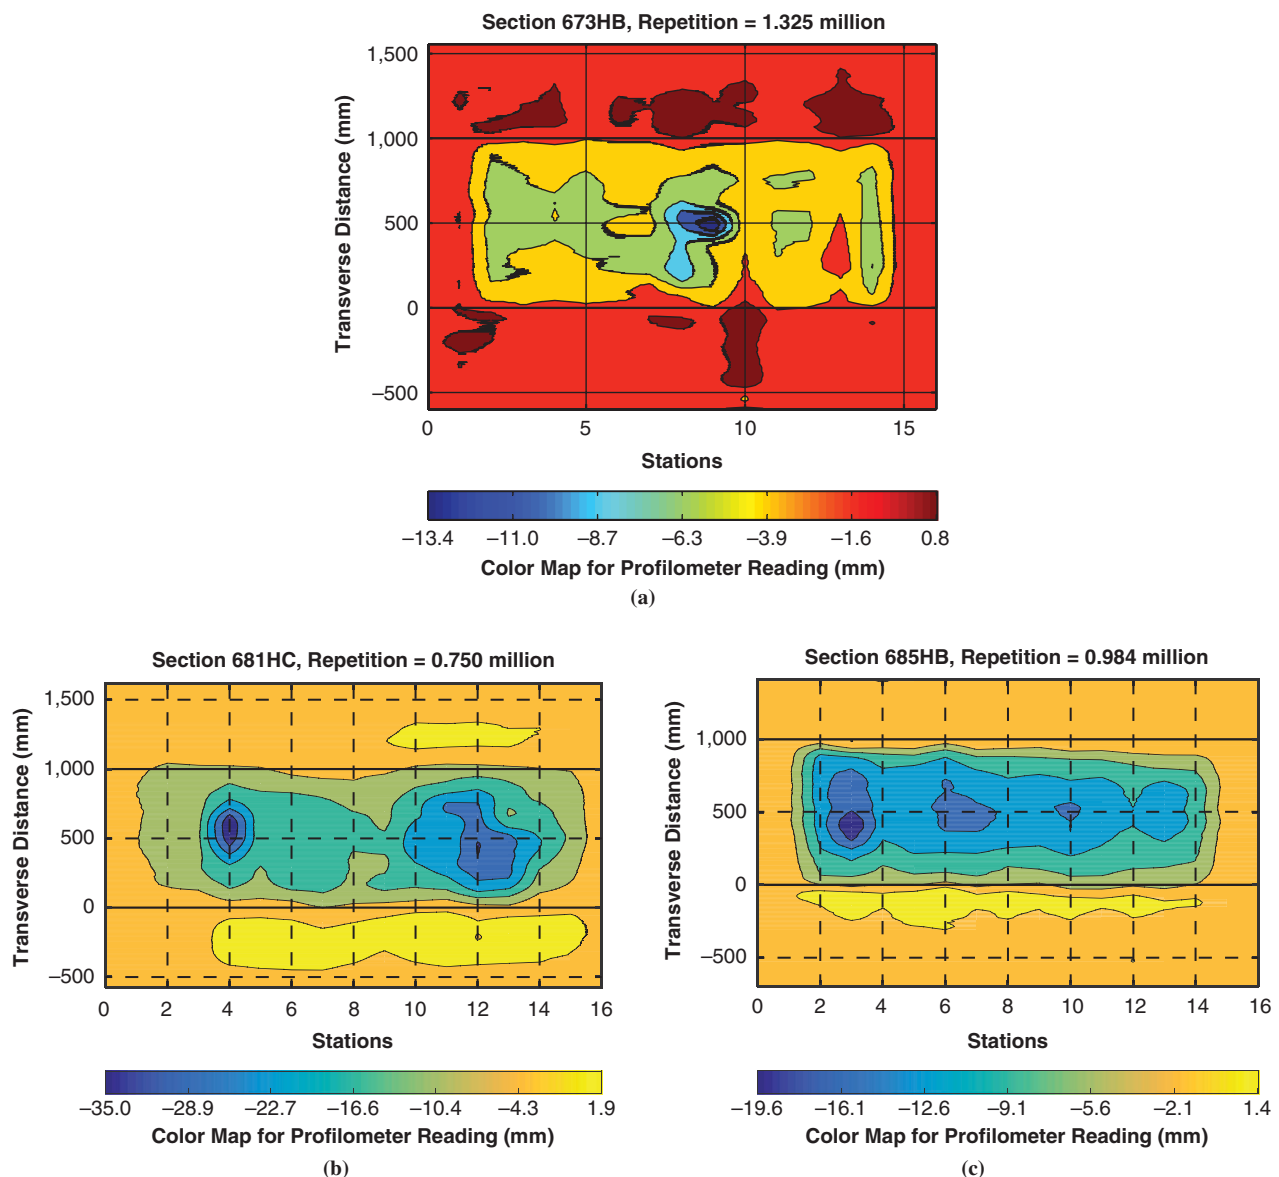 Section 673HB, Repetition = 1.325 million
Transverse Distance (mm)
1,500
1,000
500
0
–500
0 5 10 15
Stations
–13.4 –11.0 –8.7 –6.3 –3.9 –1.6 0.8
Color Map for Profilometer Reading (mm)
(a)
Section 681HC, Repetition = 0.750 million
Transverse Distance (mm)
1,500
1,000
500
0
–500
0 2 4 6 8 10 12 14 16
Stations
–35.0 –28.9 –22.7 –16.6 –10.4 –4.3 1.9
Color Map for Profilometer Reading (mm)
(b)
Section 685HB, Repetition = 0.984 million
Transverse Distance (mm)
1,000
500
0
–500
0 2 4 6 8 10 12 14 16
Stations
–19.6 –16.1 –12.6 –9.1 –5.6 –2.1 1.4
Color Map for Profilometer Reading (mm)
(c)